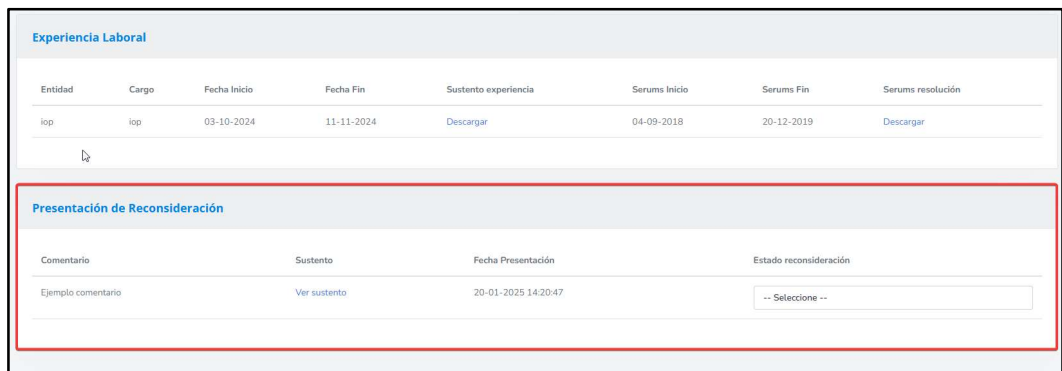 Experiencia Laboral
Entidad Cargo Fecha Inicio Fecha Fin Sustento experiencia Serums Inicio Serums Fin Serums resolución
iop iop 03-10-2024 11-11-2024 Descargar 04-09-2018 20-12-2019 Descargar
Presentación de Reconsideración
Comentario Sustento Fecha Presentación Estado reconsideración
Ejemplo comentario Ver sustento 20-01-2025 14:20:47 -- Seleccione --